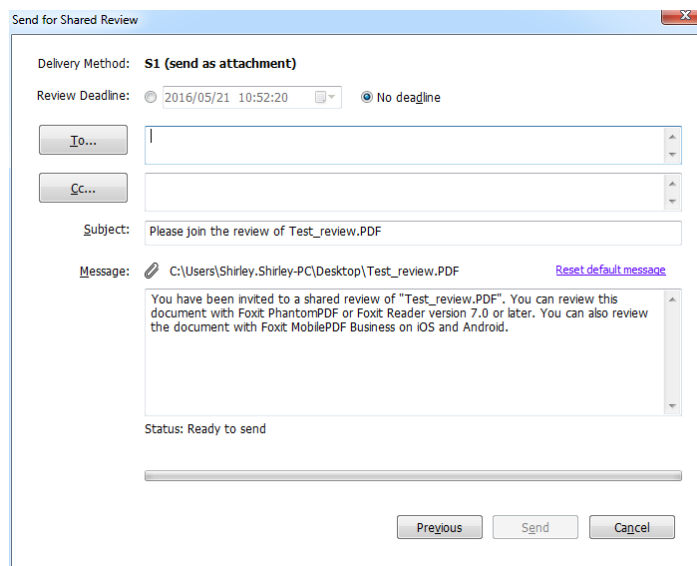 Send for Shared Review
Delivery Method: S1 (send as attachment)
Review Deadline: 2016/05/21 10:52:20 No deadline
To...
Cc...
Subject: Please join the review of Test_review.PDF
Message: C:\Users\Shirley.Shirley-PC\Desktop\Test_review.PDF Reset default message
You have been invited to a shared review of "Test_review.PDF". You can review this
document with Foxit PhantomPDF or Foxit Reader version 7.0 or later. You can also review
the document with Foxit MobilePDF Business on iOS and Android.
Status: Ready to send
Previous Send Cancel